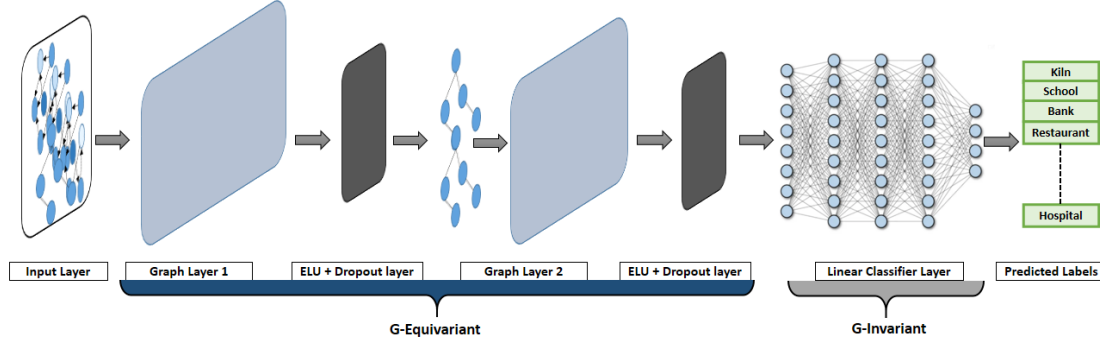 Kiln
School
Bank
Restaurant
Hospital
Input Layer
Graph Layer 1
ELU + Dropout layer
Graph Layer 2
ELU + Dropout layer
Linear Classifier Layer
Predicted Labels
G-Equivariant
G-Invariant